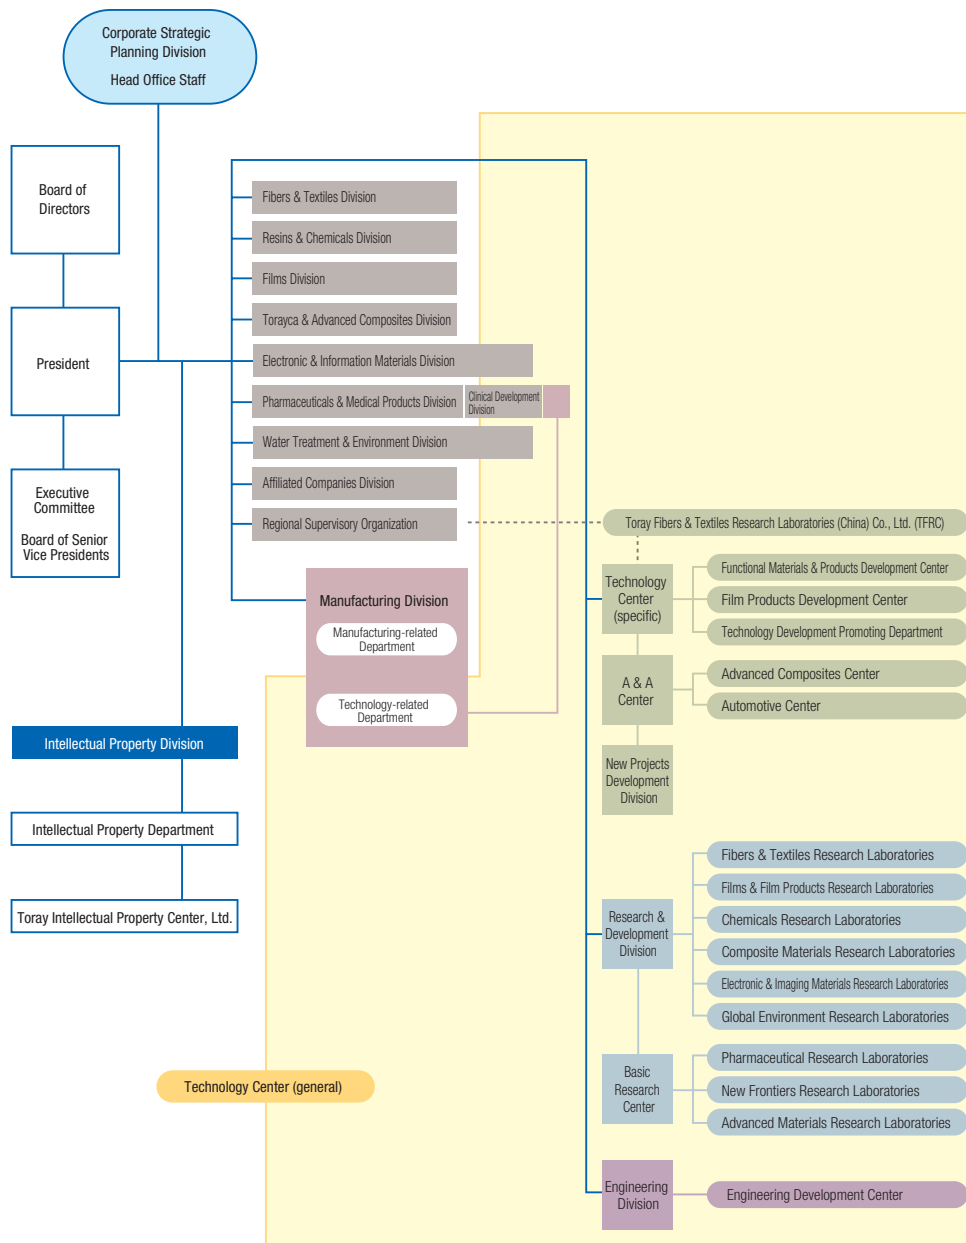 Corporate Strategic
Planning Division
Head Office Staff
Board of
Directors
President
Executive
Committee
Board of Senior
Vice Presidents
Fibers & Textiles Division
Resins & Chemicals Division
Films Division
Torayca & Advanced Composites Division
Electronic & Information Materials Division
Pharmaceuticals & Medical Products Division
Clinical Development
Division
Water Treatment & Environment Division
Affiliated Companies Division
Regional Supervisory Organization
Manufacturing Division
Manufacturing-related
Department
Technology-related
Department
Intellectual Property Division
Intellectual Property Department
Toray Intellectual Property Center, Ltd.
Technology Center (general)
Toray Fibers & Textiles Research Laboratories (China) Co., Ltd. (TFRC)
Technology
Center
(specific)
Functional Materials & Products Development Center
Film Products Development Center
Technology Development Promoting Department
A & A
Center
Advanced Composites Center
Automotive Center
New Projects
Development
Division
Research &
Development
Division
Fibers & Textiles Research Laboratories
Films & Film Products Research Laboratories
Chemicals Research Laboratories
Composite Materials Research Laboratories
Electronic & Imaging Materials Research Laboratories
Global Environment Research Laboratories
Basic
Research
Center
Pharmaceutical Research Laboratories
New Frontiers Research Laboratories
Advanced Materials Research Laboratories
Engineering
Division
Engineering Development Center